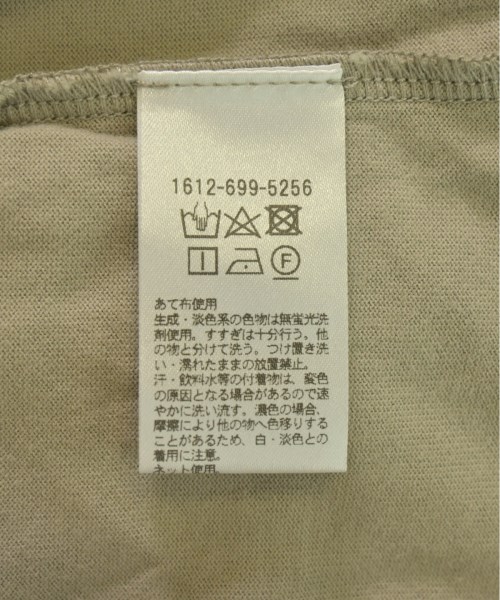 1612-699-5256
F
あて布使用
生成・淡色系の色物は無蛍光洗
剤使用。すすぎは十分行う。他
の物と分けて洗う。つけ置き洗
い・濡れたままの放置禁止。
汗・飲料水等の付着物は、変色
の原因となる場合があるので速
やかに洗い流す。濃色の場合、
摩擦により他の物へ色移りする
ことがあるため、白・淡色との
着用に注意。
ネット使用。